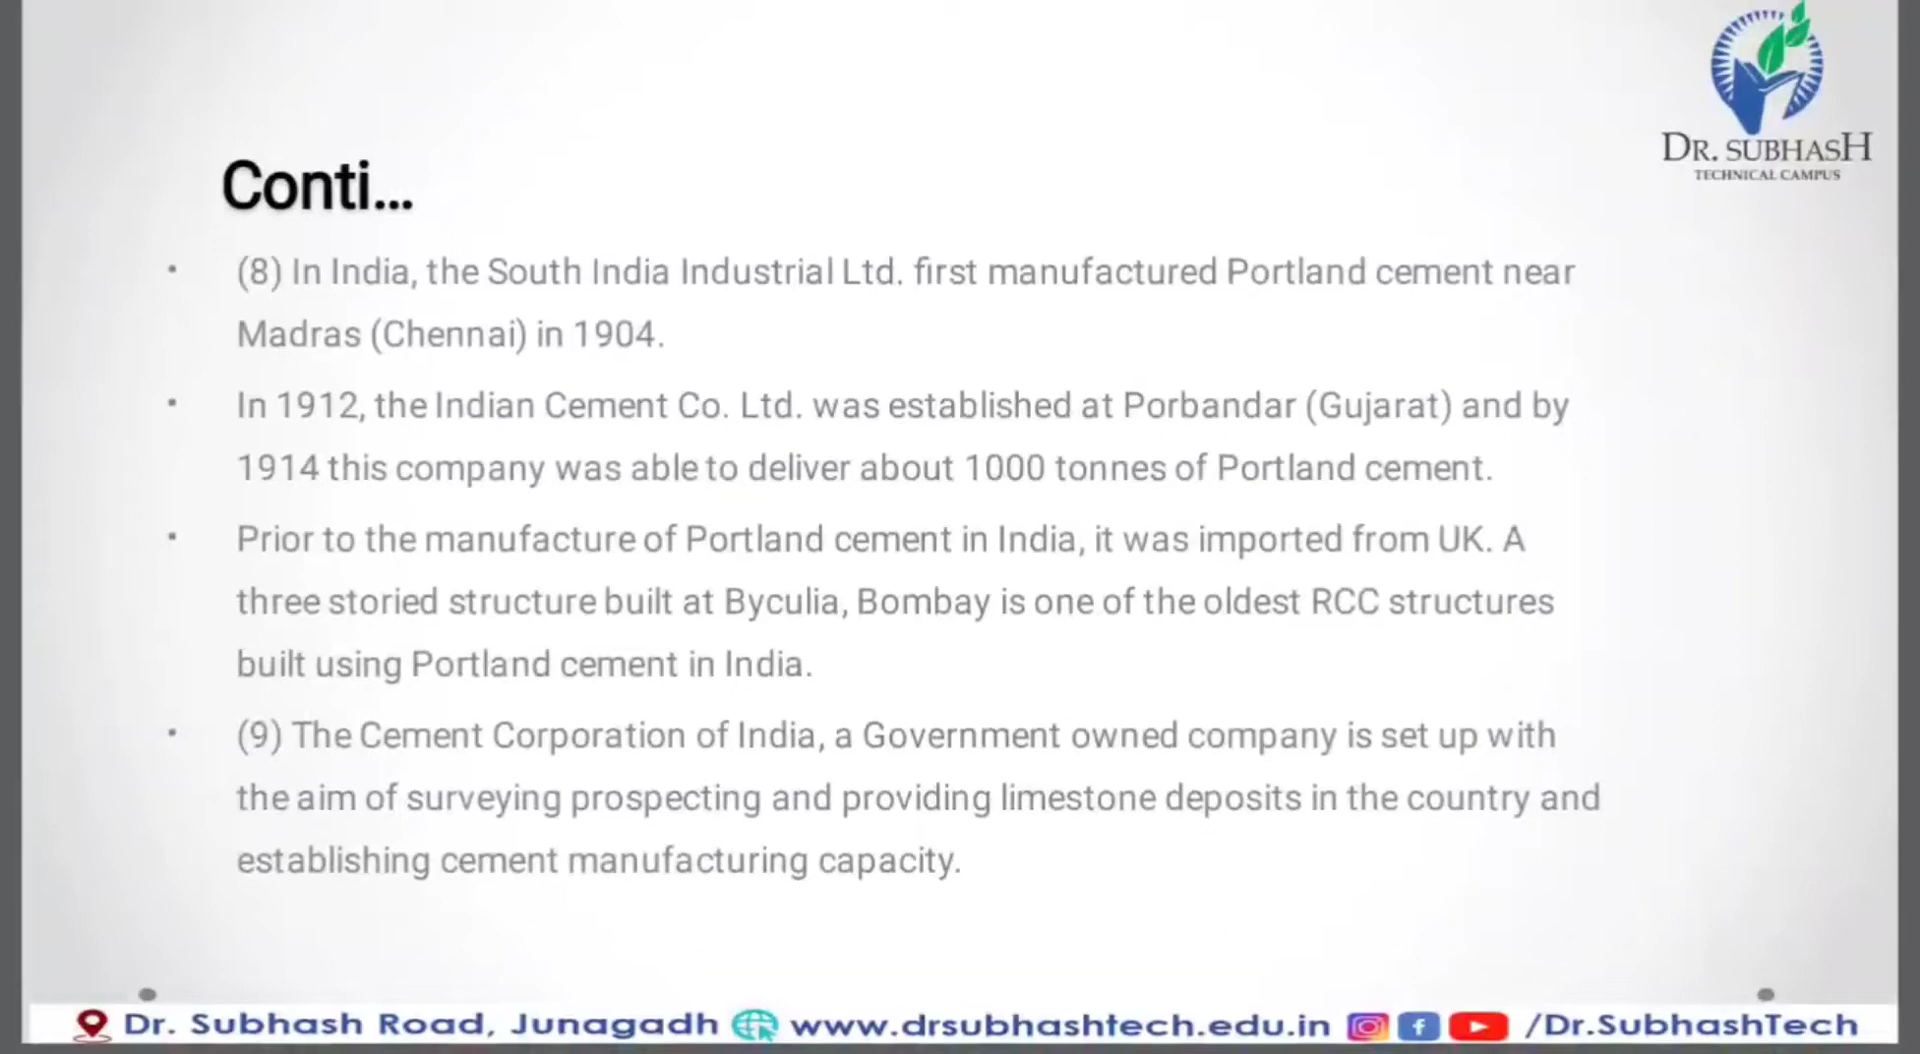 DR. SUBHASH
TECHNICAL CAMPUS
Conti...
• (8) In India, the South India Industrial Ltd. first manufactured Portland cement near
Madras (Chennai) in 1904.
• In 1912, the Indian Cement Co. Ltd. was established at Porbandar (Gujarat) and by
1914 this company was able to deliver about 1000 tonnes of Portland cement.
• Prior to the manufacture of Portland cement in India, it was imported from UK. A
three storied structure built at Byculia, Bombay is one of the oldest RCC structures
built using Portland cement in India.
• (9) The Cement Corporation of India, a Government owned company is set up with
the aim of surveying prospecting and providing limestone deposits in the country and
establishing cement manufacturing capacity.
Dr. Subhash Road, Junagadh www.drsubhashtech.edu.in /Dr.SubhashTech